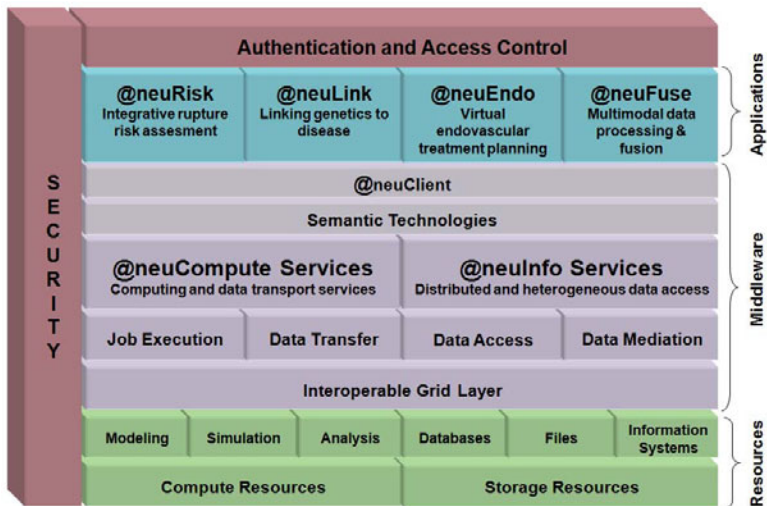 Authentication and Access Control
@neuRisk
Integrative rupture
risk assesment
@neuLink
Linking genetics to
disease
@neuEndo
Virtual
endovascular
treatment planning
@neuFuse
Multimodal data
processing &
fusion
Applications
SECURITY
@neuClient
Semantic Technologies
@neuCompute Services
Computing and data transport services
@neuInfo Services
Distributed and heterogeneous data access
Job Execution
Data Transfer
Data Access
Data Mediation
Interoperable Grid Layer
Middleware
Modeling
Simulation
Analysis
Databases
Files
Information
Systems
Compute Resources
Storage Resources
Resources